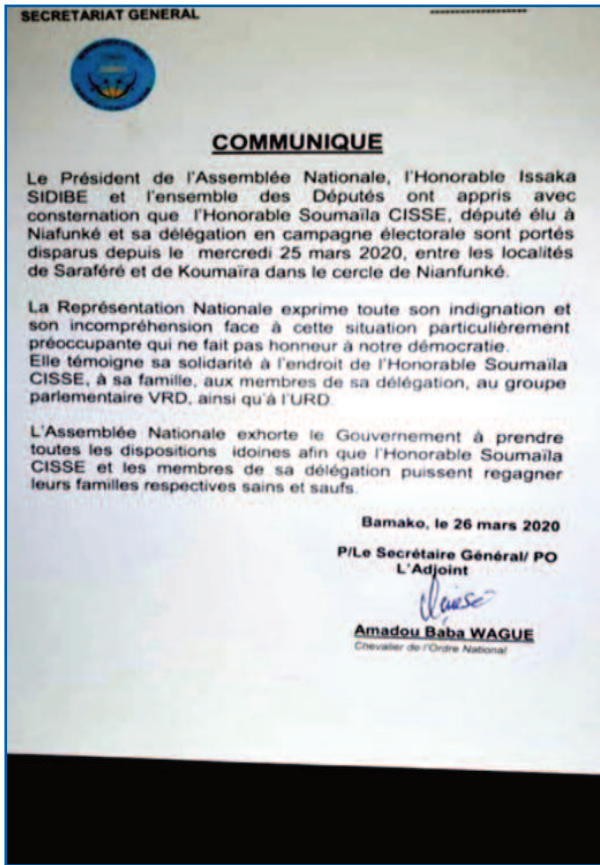 SECRETARIAT GENERAL
COMMUNIQUE
Le Président de l'Assemblée Nationale, l'Honorable Issaka
SIDIBE et l'ensemble des Députés ont appris avec
consternation que l'Honorable Soumaïla CISSE, député élu à
Niafunké et sa délégation en campagne électorale sont portés
disparus depuis le mercredi 25 mars 2020, entre les localités
de Saraféré et de Koumaïra dans le cercle de Nianfunké.
La Représentation Nationale exprime toute son indignation et
son incompréhension face à cette situation particulièrement
préoccupante qui ne fait pas honneur à notre démocratie.
Elle témoigne sa solidarité à l'endroit de l'Honorable Soumaïla
CISSE, à sa famille, aux membres de sa délégation, au groupe
parlementaire VRD, ainsi qu'à l'URD.
L'Assemblée Nationale exhorte le Gouvernement à prendre
toutes les dispositions idoines afin que l'Honorable Soumaïla
CISSE et les membres de sa délégation puissent regagner
leurs familles respectives sains et saufs.
Bamako, le 26 mars 2020
P/Le Secrétaire Général/ PO
L'Adjoint
Amadou Baba WAGUE
Chevalier de l'Ordre National